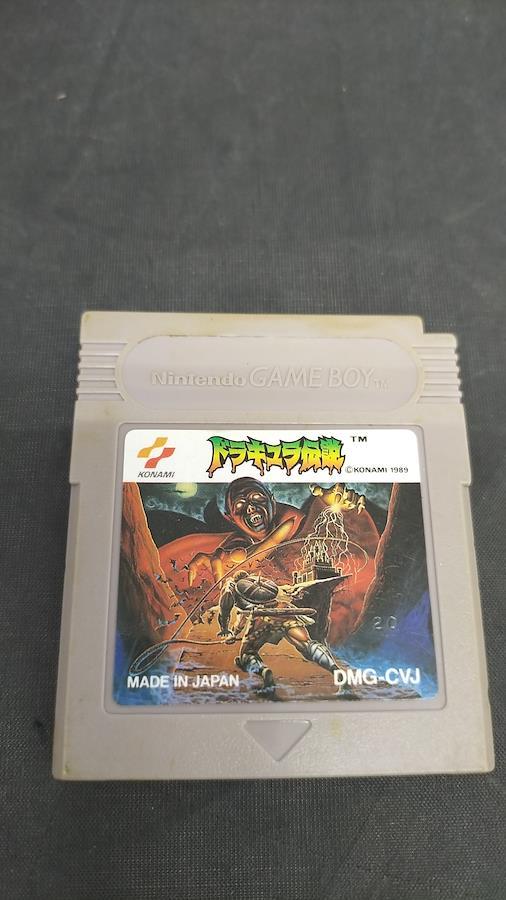 Nintendo GAME BOY TM
KONAMI
ドラキュラ伝説 TM
©KONAMI 1989
20
MADE IN JAPAN
DMG-CVJ